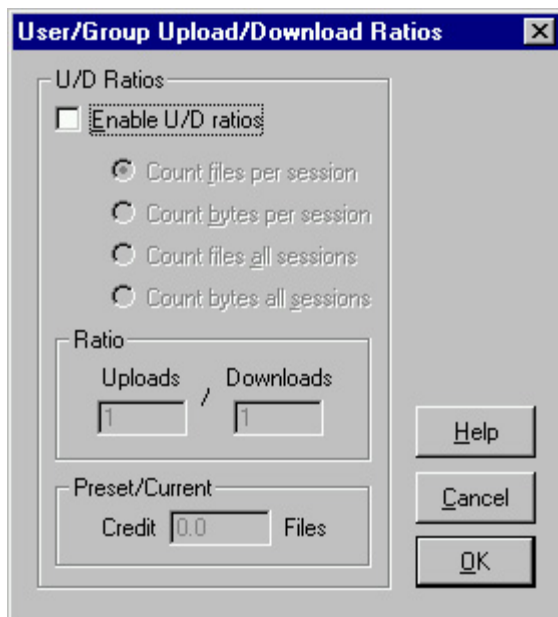 User/Group Upload/Download Ratios
U/D Ratios
Enable U/D ratios
Count files per session
Count bytes per session
Count files all sessions
Count bytes all sessions
Ratio
Uploads / Downloads
1 1
Preset/Current
Credit 0.0 Files
Help
Cancel
OK